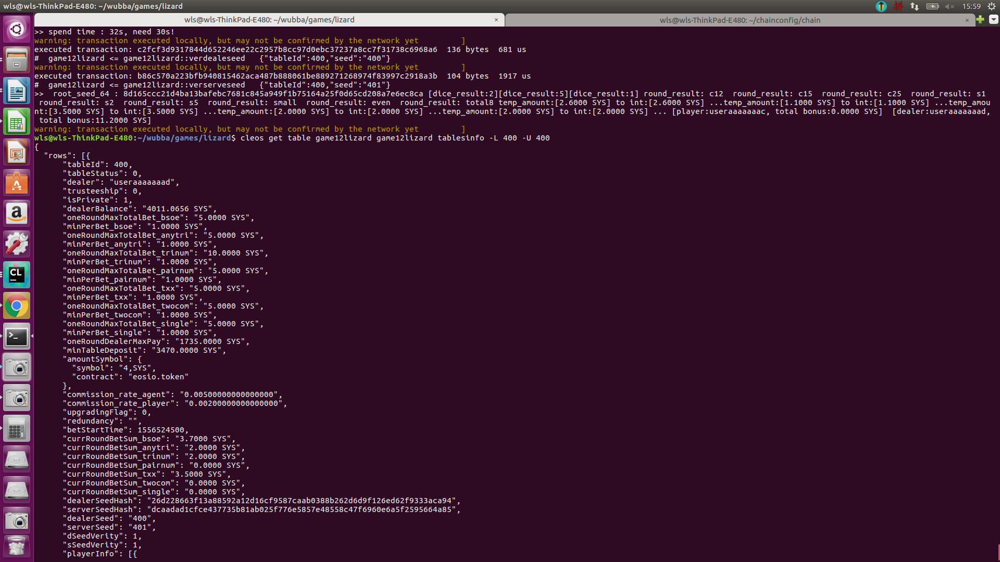 wls@wls-ThinkPad-E480: ~/wubba/games/lizard
15:59
wls@wls-ThinkPad-E480: ~/wubba/games/lizard ×
wls@wls-ThinkPad-E480: ~/chainconfig/chain ×
>> spend time : 32s, need 30s!
warning: transaction executed locally, but may not be confirmed by the network yet         ]
executed transaction: c2fcf3d9317844d652246ee22c2957b8cc97d0ebc37237a8cc7f31738c6968a6  136 bytes  681 us
#  game12lizard <= game12lizard::verdealeseed   {"tableId":400,"seed":"400"}
warning: transaction executed locally, but may not be confirmed by the network yet         ]
executed transaction: b86c570a223bfb940815462aca487b888061be889271268974f83997c2918a3b  104 bytes  1917 us
#  game12lizard <= game12lizard::verserveseed   {"tableId":400,"seed":"401"}
>>  root_seed_64 : 8d165ccc21d4ba13bafebc7681c845a949f1b75164a25f0d65cd208a7e6ec8ca [dice_result:2][dice_result:5][dice_result:1] round_result: c12  round_result: c15  round_result: c25  round_result: s1
 round_result: s2  round_result: s5  round_result: small  round_result: even  round_result: total8 temp_amount:[2.6000 SYS] to int:[2.6000 SYS] ...temp_amount:[1.1000 SYS] to int:[1.1000 SYS] ...temp_amou
nt:[3.5000 SYS] to int:[3.5000 SYS] ...temp_amount:[2.0000 SYS] to int:[2.0000 SYS] ...temp_amount:[2.0000 SYS] to int:[2.0000 SYS] ... [player:useraaaaaaac, total bonus:0.0000 SYS]  [dealer:useraaaaaaad,
 total bonus:11.2000 SYS]
warning: transaction executed locally, but may not be confirmed by the network yet         ]
wls@wls-ThinkPad-E480:~/wubba/games/lizard$ cleos get table game12lizard game12lizard tablesinfo -L 400 -U 400
{
  "rows": [{
      "tableId": 400,
      "tableStatus": 0,
      "dealer": "useraaaaaaad",
      "trusteeship": 0,
      "isPrivate": 1,
      "dealerBalance": "4011.0656 SYS",
      "oneRoundMaxTotalBet_bsoe": "5.0000 SYS",
      "minPerBet_bsoe": "1.0000 SYS",
      "oneRoundMaxTotalBet_anytri": "5.0000 SYS",
      "minPerBet_anytri": "1.0000 SYS",
      "oneRoundMaxTotalBet_trinum": "10.0000 SYS",
      "minPerBet_trinum": "1.0000 SYS",
      "oneRoundMaxTotalBet_pairnum": "5.0000 SYS",
      "minPerBet_pairnum": "1.0000 SYS",
      "oneRoundMaxTotalBet_txx": "5.0000 SYS",
      "minPerBet_txx": "1.0000 SYS",
      "oneRoundMaxTotalBet_twocom": "5.0000 SYS",
      "minPerBet_twocom": "1.0000 SYS",
      "oneRoundMaxTotalBet_single": "5.0000 SYS",
      "minPerBet_single": "1.0000 SYS",
      "oneRoundDealerMaxPay": "1735.0000 SYS",
      "minTableDeposit": "3470.0000 SYS",
      "amountSymbol": {
        "symbol": "4,SYS",
        "contract": "eosio.token"
      },
      "commission_rate_agent": "0.00500000000000000",
      "commission_rate_player": "0.00200000000000000",
      "upgradingFlag": 0,
      "redundancy": "",
      "betStartTime": 1556524500,
      "currRoundBetSum_bsoe": "3.7000 SYS",
      "currRoundBetSum_anytri": "2.0000 SYS",
      "currRoundBetSum_trinum": "2.0000 SYS",
      "currRoundBetSum_pairnum": "0.0000 SYS",
      "currRoundBetSum_txx": "3.5000 SYS",
      "currRoundBetSum_twocom": "0.0000 SYS",
      "currRoundBetSum_single": "0.0000 SYS",
      "dealerSeedHash": "26d228663f13a88592a12d16cf9587caab0388b262d6d9f126ed62f9333aca94",
      "serverSeedHash": "dcaadad1cfce437735b81ab025f776e5857e48558c47f6960e6a5f2595664a85",
      "dealerSeed": "400",
      "serverSeed": "401",
      "dSeedVerity": 1,
      "sSeedVerity": 1,
      "playerInfo": [{
拼
a
CL
>_